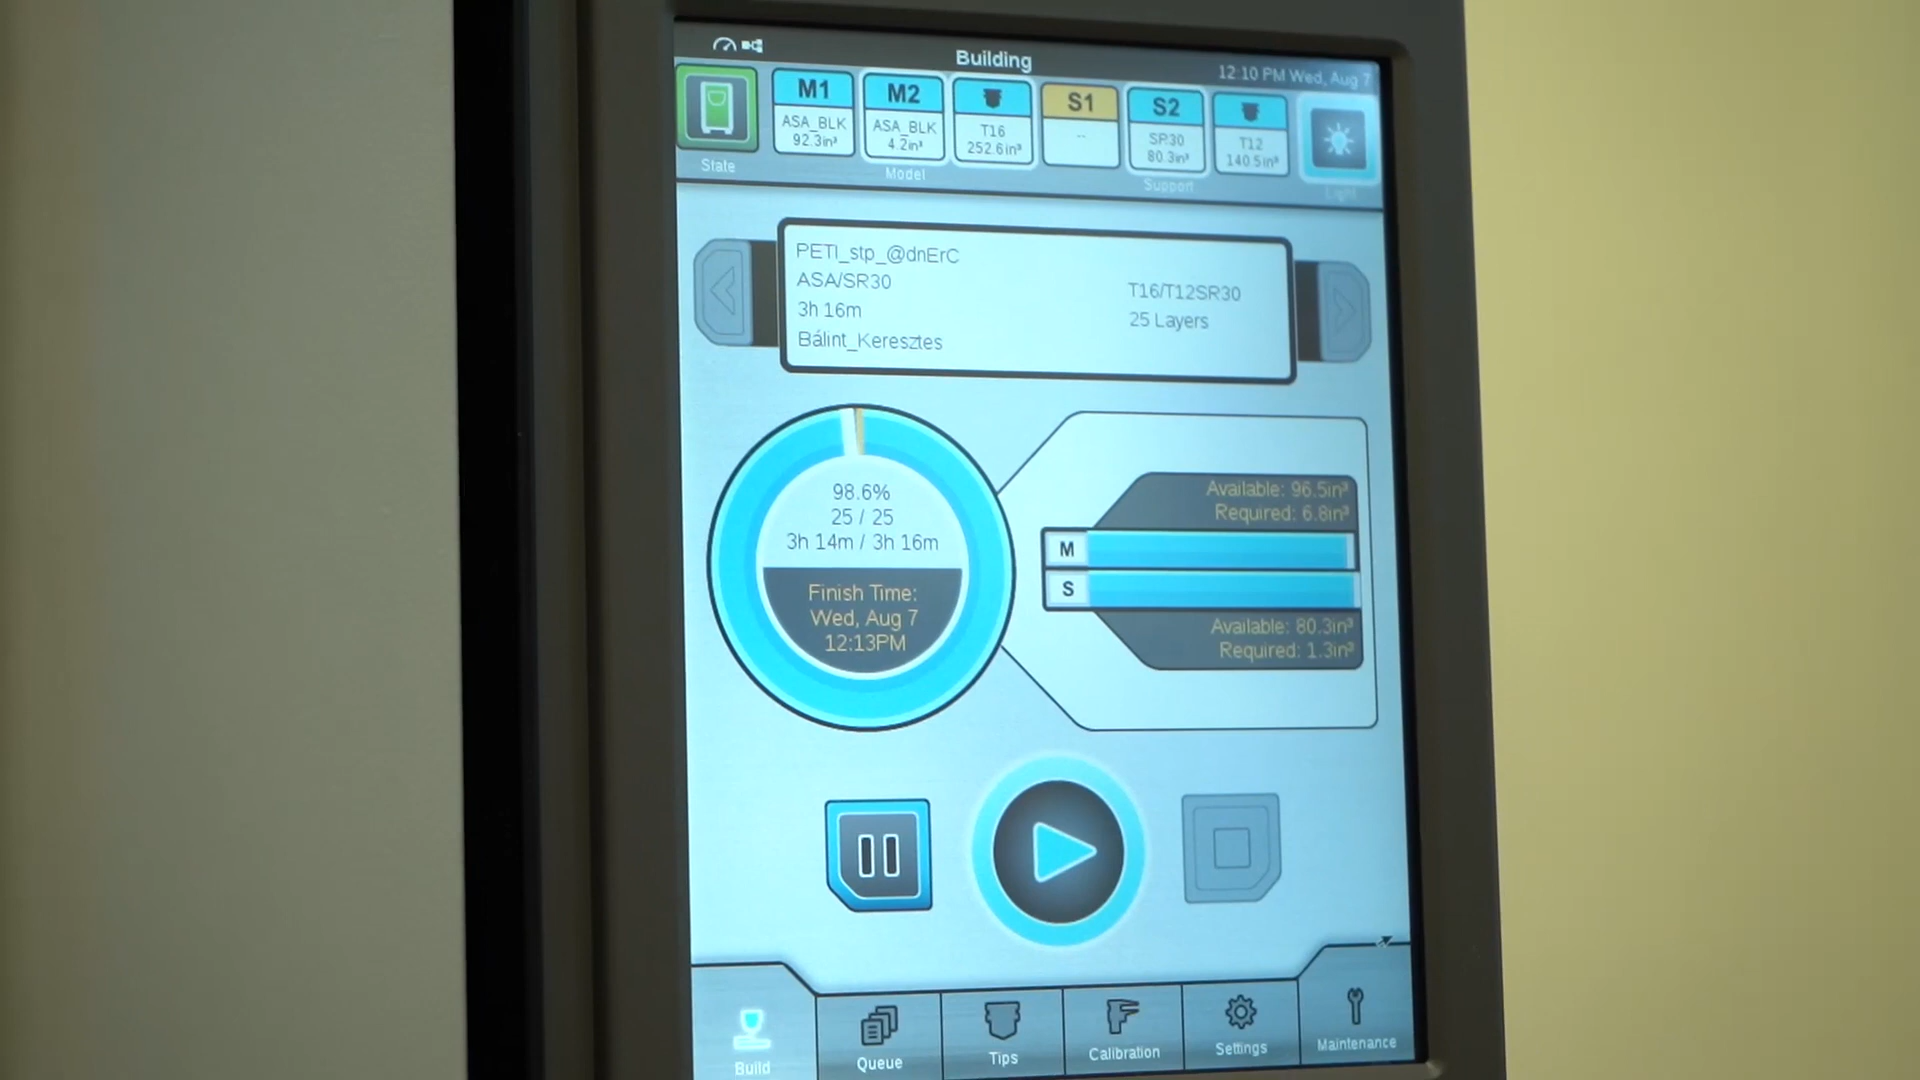 Building
12:10 PM Wed, Aug 7
M1
ASA_BLK
92.3in³
M2
ASA_BLK
4.2in³
T16
252.6in³
S1
--
S2
SR30
80.3in³
T12
140.5in³
State
Model
Support
Light
PETI_stp_@dnErC
ASA/SR30
3h 16m
Bálint_Keresztes
T16/T12SR30
25 Layers
98.6%
25 / 25
3h 14m / 3h 16m
Finish Time:
Wed, Aug 7
12:13PM
Available: 96.5in³
Required: 6.8in³
M
S
Available: 80.3in³
Required: 1.3in³
Build
Queue
Tips
Calibration
Settings
Maintenance